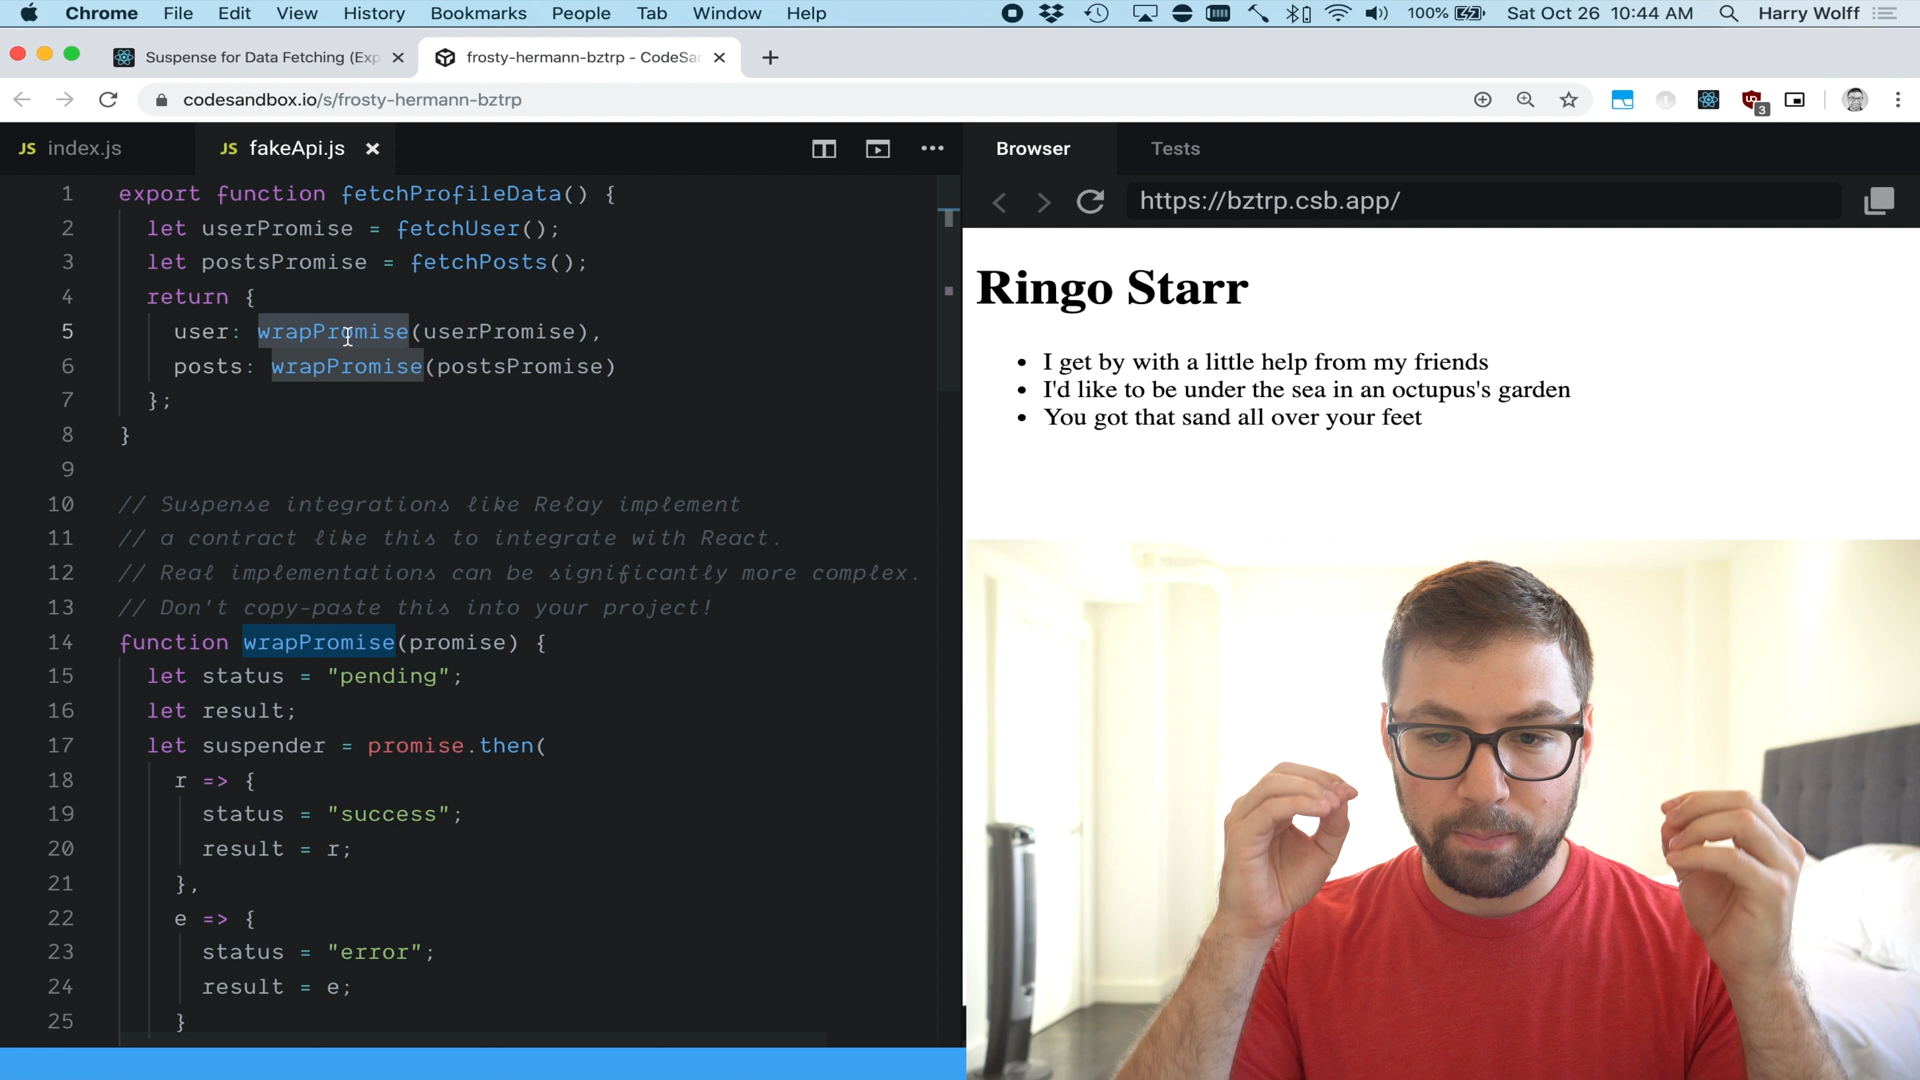 Chrome File Edit View History Bookmarks People Tab Window Help 100% Sat Oct 26 10:44 AM Harry Wolff
Suspense for Data Fetching (Exp
frosty-hermann-bztrp - CodeSa
codesandbox.io/s/frosty-hermann-bztrp
3
JS index.js
JS fakeApi.js
1 export function fetchProfileData() {
2 let userPromise = fetchUser();
3 let postsPromise = fetchPosts();
4 return {
5 user: wrapPromise(userPromise),
6 posts: wrapPromise(postsPromise)
7 };
8 }
9
10 // Suspense integrations like Relay implement
11 // a contract like this to integrate with React.
12 // Real implementations can be significantly more complex.
13 // Don't copy-paste this into your project!
14 function wrapPromise(promise) {
15 let status = "pending";
16 let result;
17 let suspender = promise.then(
18 r => {
19 status = "success";
20 result = r;
21 },
22 e => {
23 status = "error";
24 result = e;
25 }
Browser Tests
https://bztrp.csb.app/
Ringo Starr
• I get by with a little help from my friends
• I'd like to be under the sea in an octupus's garden
• You got that sand all over your feet